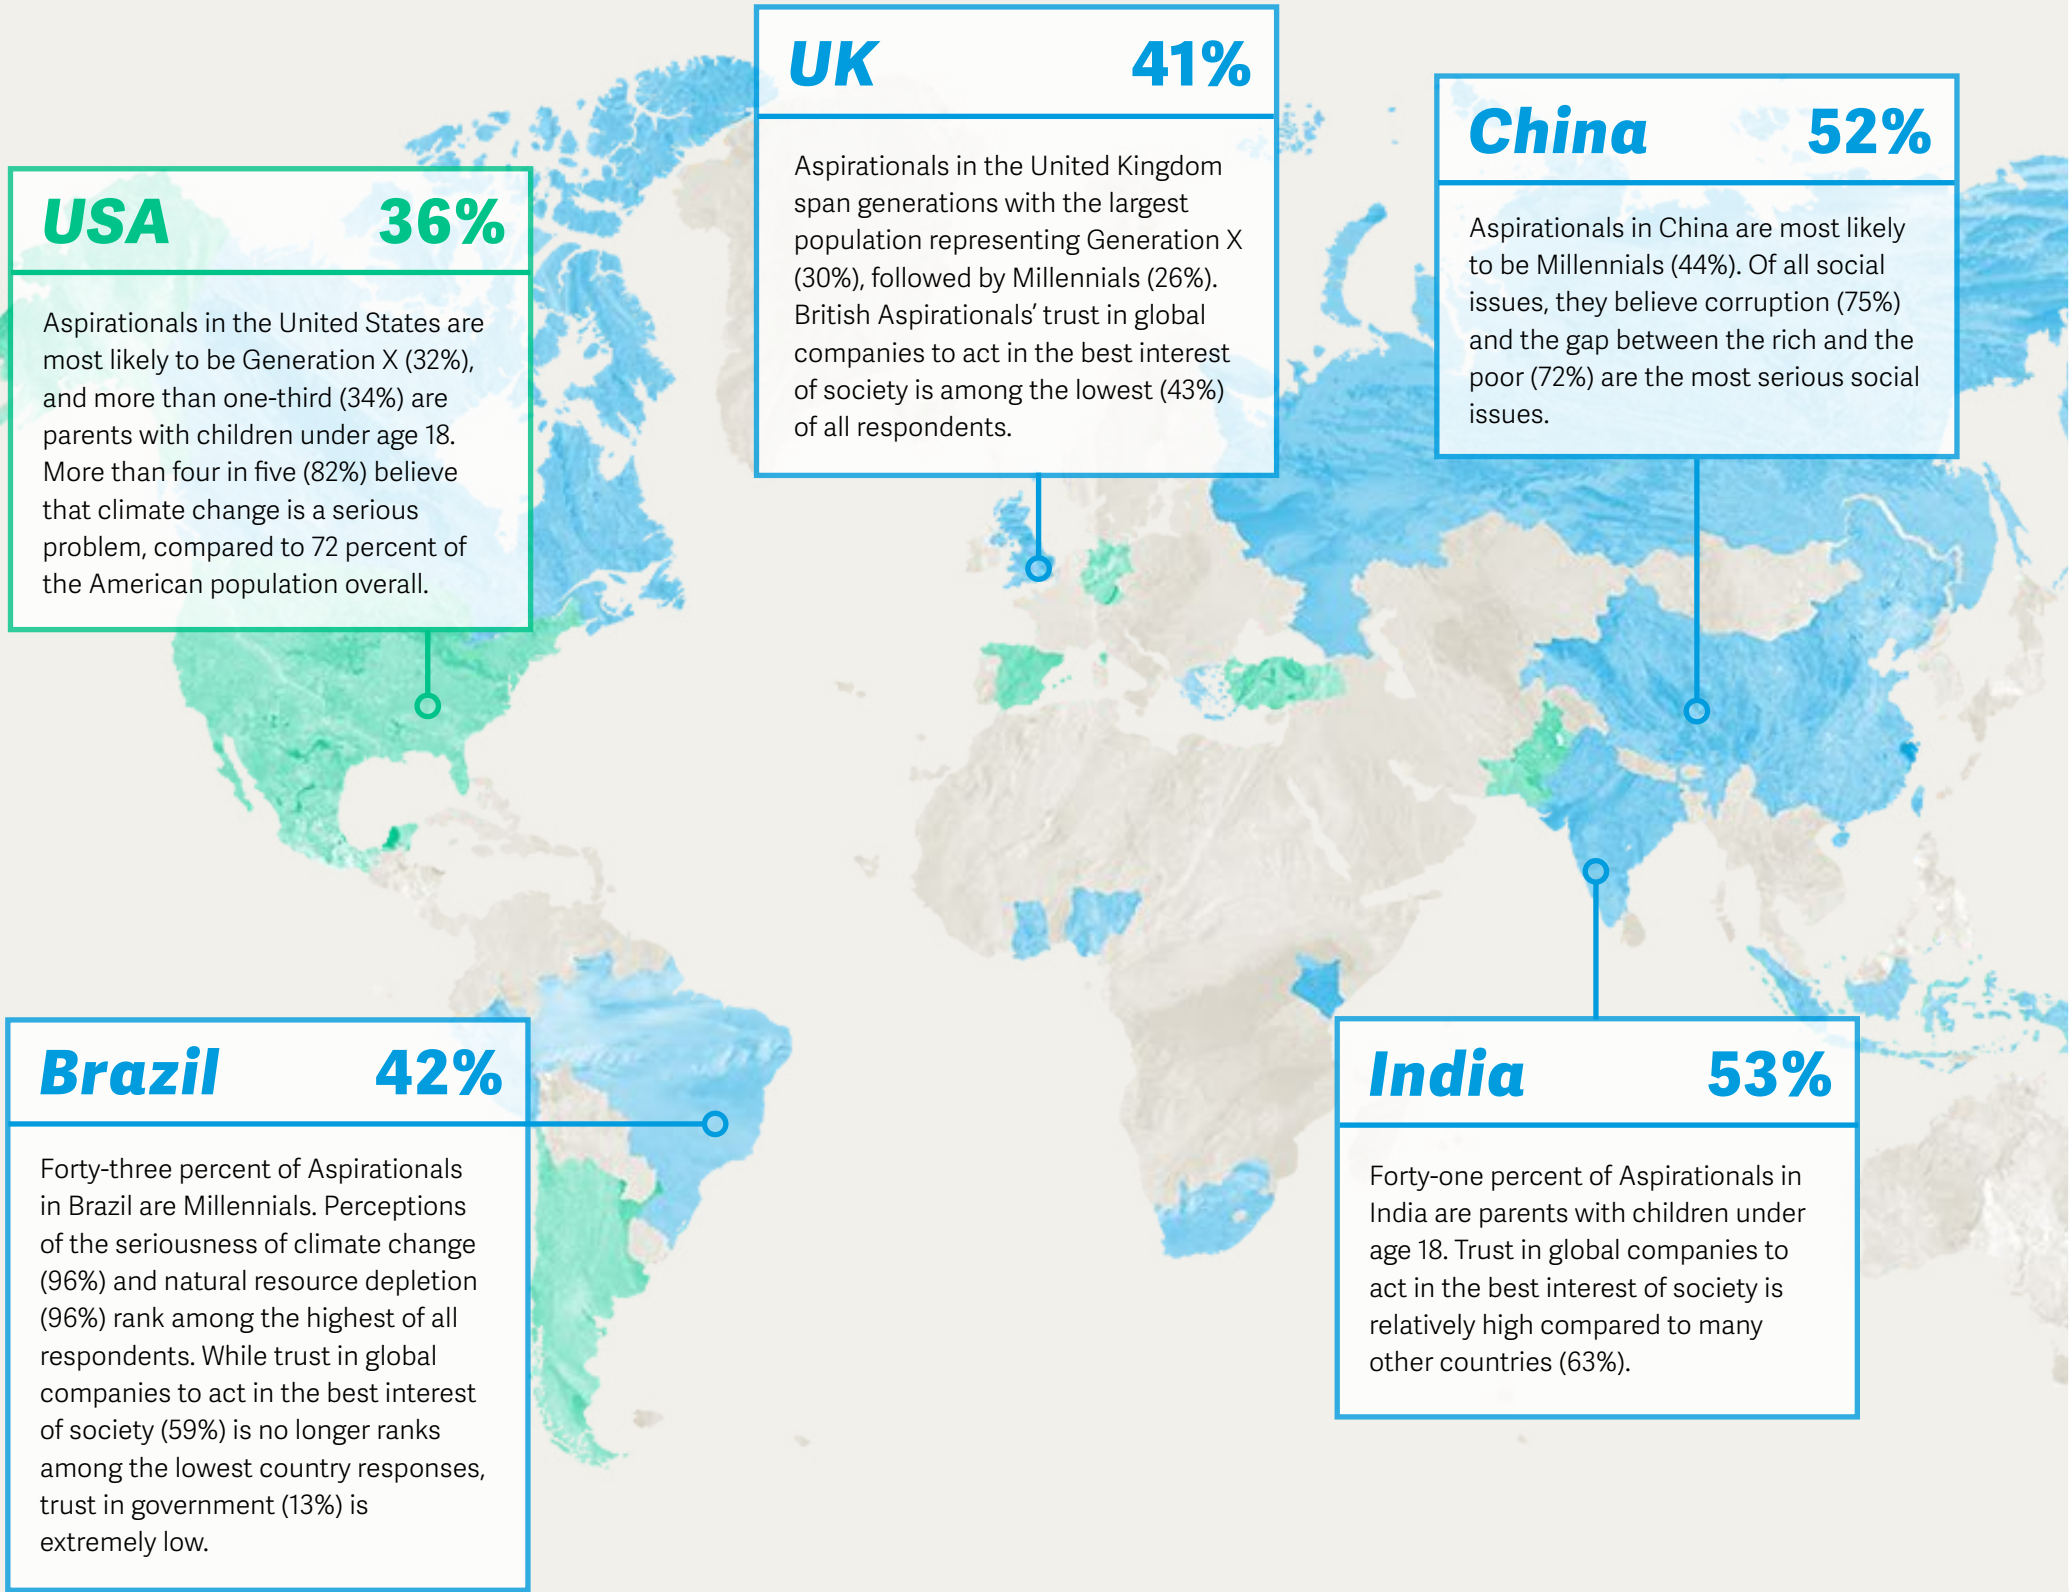 UK 41%
Aspirationals in the United Kingdom
span generations with the largest
population representing Generation X
(30%), followed by Millennials (26%).
British Aspirationals’ trust in global
companies to act in the best interest
of society is among the lowest (43%)
of all respondents.
China 52%
Aspirationals in China are most likely
to be Millennials (44%). Of all social
issues, they believe corruption (75%)
and the gap between the rich and the
poor (72%) are the most serious social
issues.
USA 36%
Aspirationals in the United States are
most likely to be Generation X (32%),
and more than one-third (34%) are
parents with children under age 18.
More than four in five (82%) believe
that climate change is a serious
problem, compared to 72 percent of
the American population overall.
Brazil 42%
Forty-three percent of Aspirationals
in Brazil are Millennials. Perceptions
of the seriousness of climate change
(96%) and natural resource depletion
(96%) rank among the highest of all
respondents. While trust in global
companies to act in the best interest
of society (59%) is no longer ranks
among the lowest country responses,
trust in government (13%) is
extremely low.
India 53%
Forty-one percent of Aspirationals in
India are parents with children under
age 18. Trust in global companies to
act in the best interest of society is
relatively high compared to many
other countries (63%).